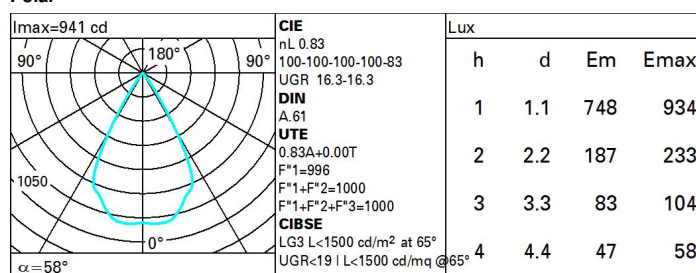 Imax=941 cd
90° 180° 90°
1050
0°
α=58°
CIE
nL 0.83
100-100-100-100-83
UGR 16.3-16.3
DIN
A.61
UTE
0.83A+0.00T
F"1=996
F"1+F"2=1000
F"1+F"2+F"3=1000
CIBSE
LG3 L<1500 cd/m² at 65°
UGR<19 | L<1500 cd/mq @65°
Lux
h d Em Emax
1 1.1 748 934
2 2.2 187 233
3 3.3 83 104
4 4.4 47 58